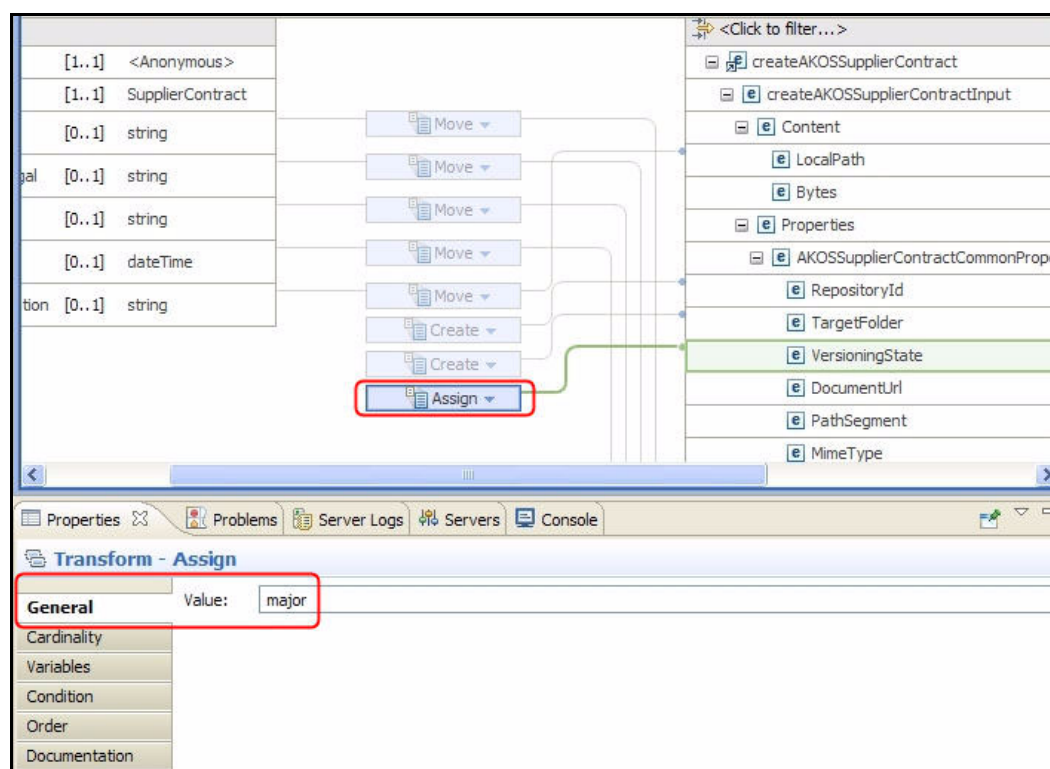 <Click to filter...>
[1..1] <Anonymous>
createAKOSSupplierContract
[1..1] SupplierContract
createAKOSSupplierContractInput
[0..1] string
Move
Content
LocalPath
gal [0..1] string
Move
Bytes
[0..1] string
Move
Properties
[0..1] dateTime
Move
AKOSSupplierContractCommonPrope
tion [0..1] string
Move
RepositoryId
Create
TargetFolder
Create
VersioningState
Assign
DocumentUrl
PathSegment
MimeType
Properties Problems Server Logs Servers Console
Transform - Assign
General
Value: major
Cardinality
Variables
Condition
Order
Documentation